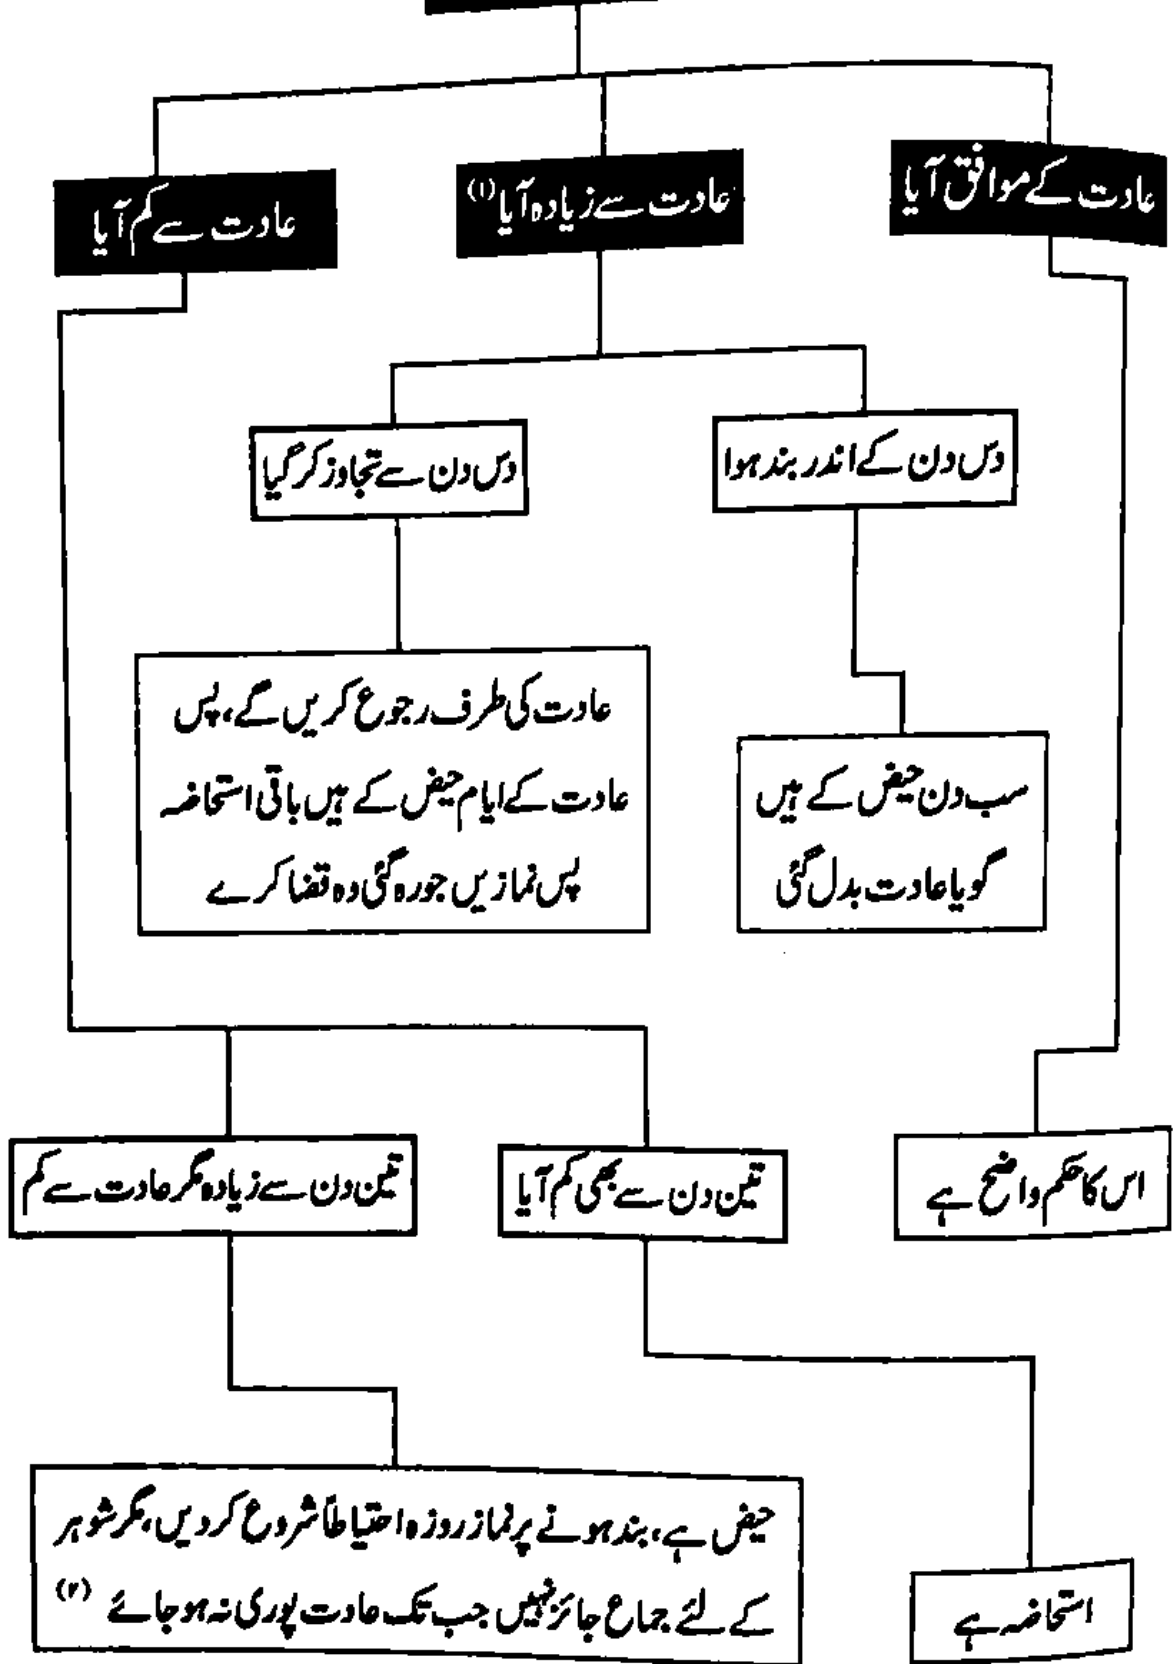 عادت کے موافق آیا
عادت سے زیادہ آیا (۱)
عادت سے کم آیا
دس دن کے اندر بند ہوا
دس دن سے تجاوز کر گیا
سب دن حیض کے ہیں
گویا عادت بدل گئی
عادت کی طرف رجوع کریں گے، پس
عادت کے ایام حیض کے ہیں باقی استحاضہ
پس نمازیں جو رہ گئی وہ قضا کرے
اس کا حکم واضح ہے
تین دن سے بھی کم آیا
تین دن سے زیادہ مگر عادت سے کم
استحاضہ ہے
حیض ہے، بند ہونے پر نماز روزہ احتیاطاً شروع کر دیں، مگر شوہر
کے لئے جماع جائز نہیں جب تک عادت پوری نہ ہو جائے (۲)